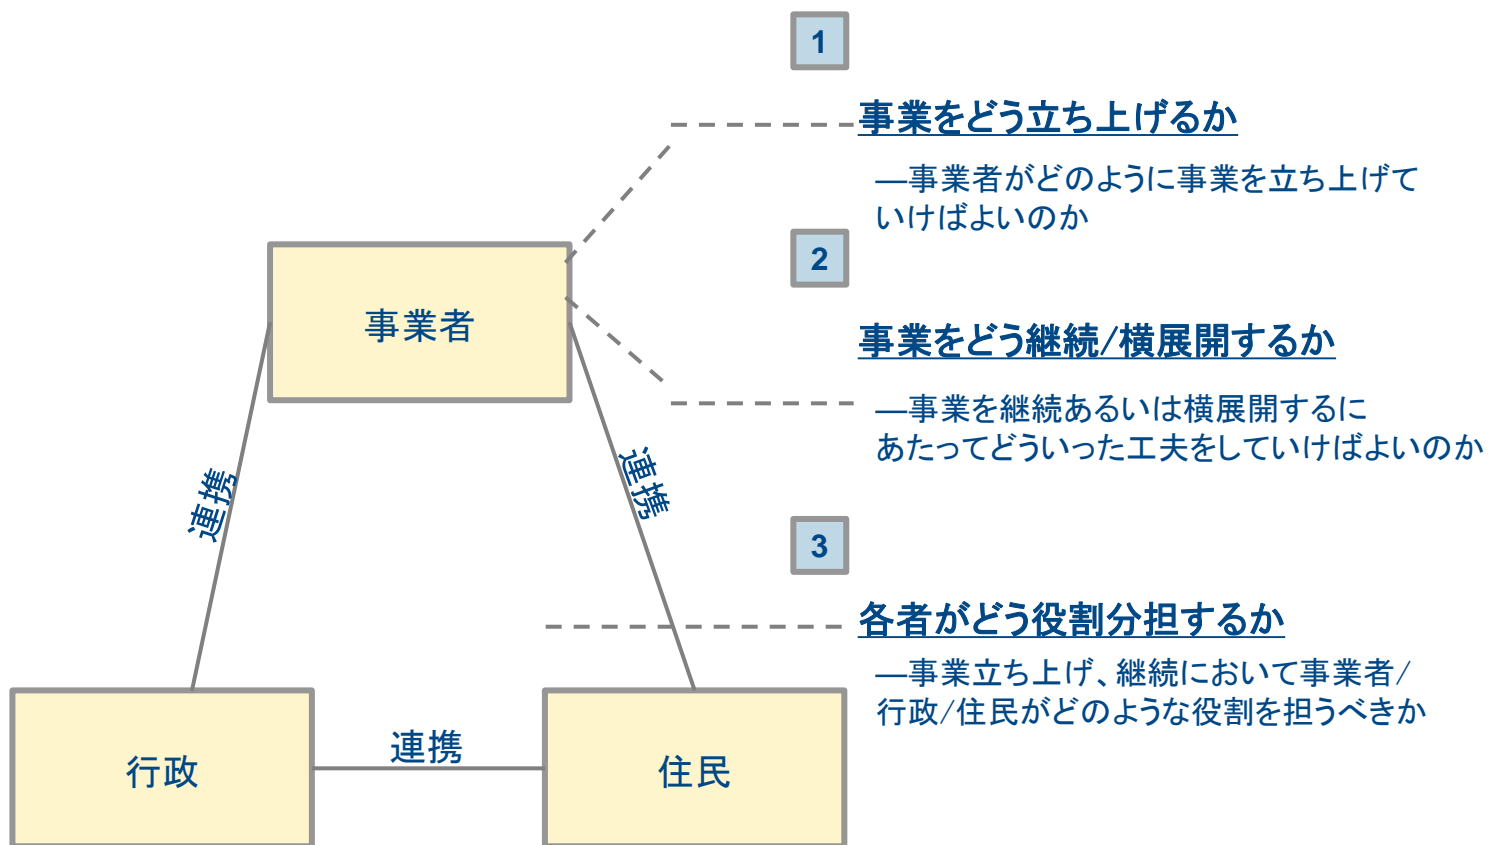 1
事業をどう立ち上げるか
―事業者がどのように事業を立ち上げて
いけばよいのか
2
事業者
事業をどう継続/横展開するか
―事業を継続あるいは横展開するに
あたってどういった工夫をしていけばよいのか
連携
連携
3
各者がどう役割分担するか
―事業立ち上げ、継続において事業者/
行政/住民がどのような役割を担うべきか
行政
連携
住民